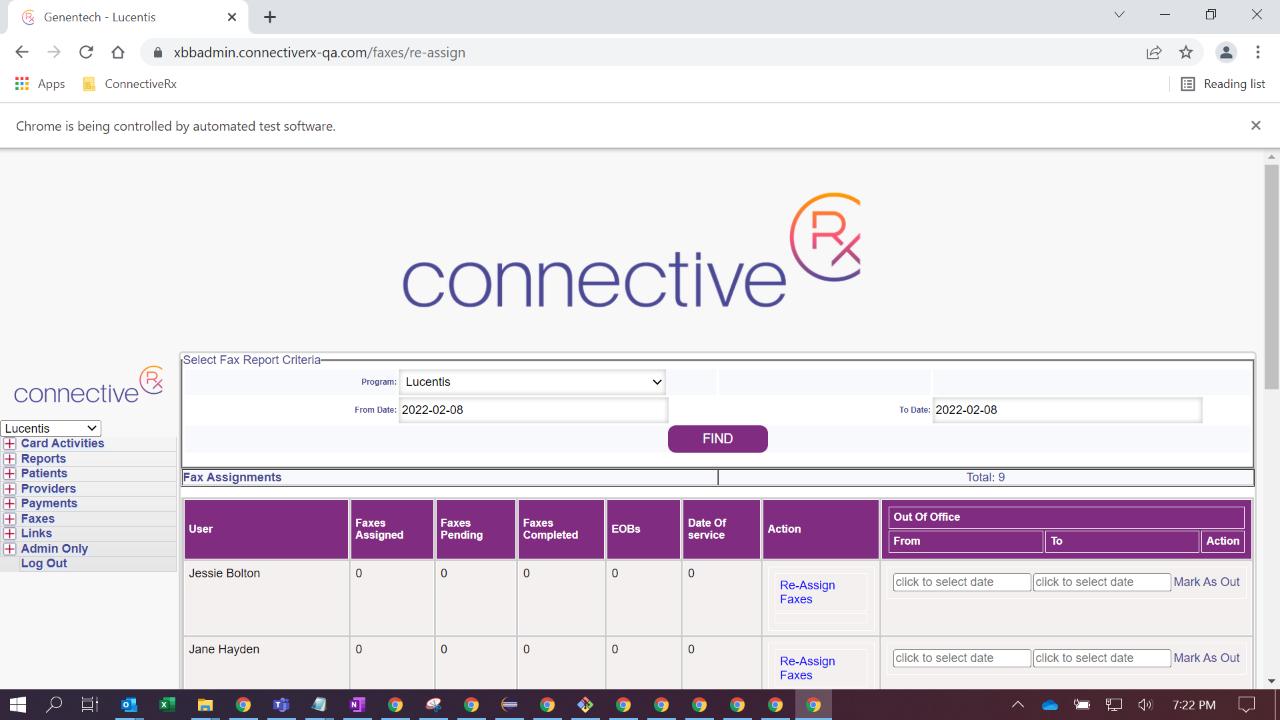 Genentech - Lucentis
xbbadmin.connectiverx-qa.com/faxes/re-assign
Apps ConnectiveRx Reading list
Chrome is being controlled by automated test software.
connective Rx
Select Fax Report Criteria
Program: Lucentis
From Date: 2022-02-08 To Date: 2022-02-08
FIND
connective Rx
Lucentis
Card Activities
Reports
Patients
Providers
Payments
Faxes
Links
Admin Only
Log Out
Fax Assignments Total: 9
User Faxes Assigned Faxes Pending Faxes Completed EOBs Date Of service Action Out Of Office
From To Action
Jessie Bolton 0 0 0 0 0 Re-Assign Faxes click to select date click to select date Mark As Out
Jane Hayden 0 0 0 0 0 Re-Assign Faxes click to select date click to select date Mark As Out
7:22 PM